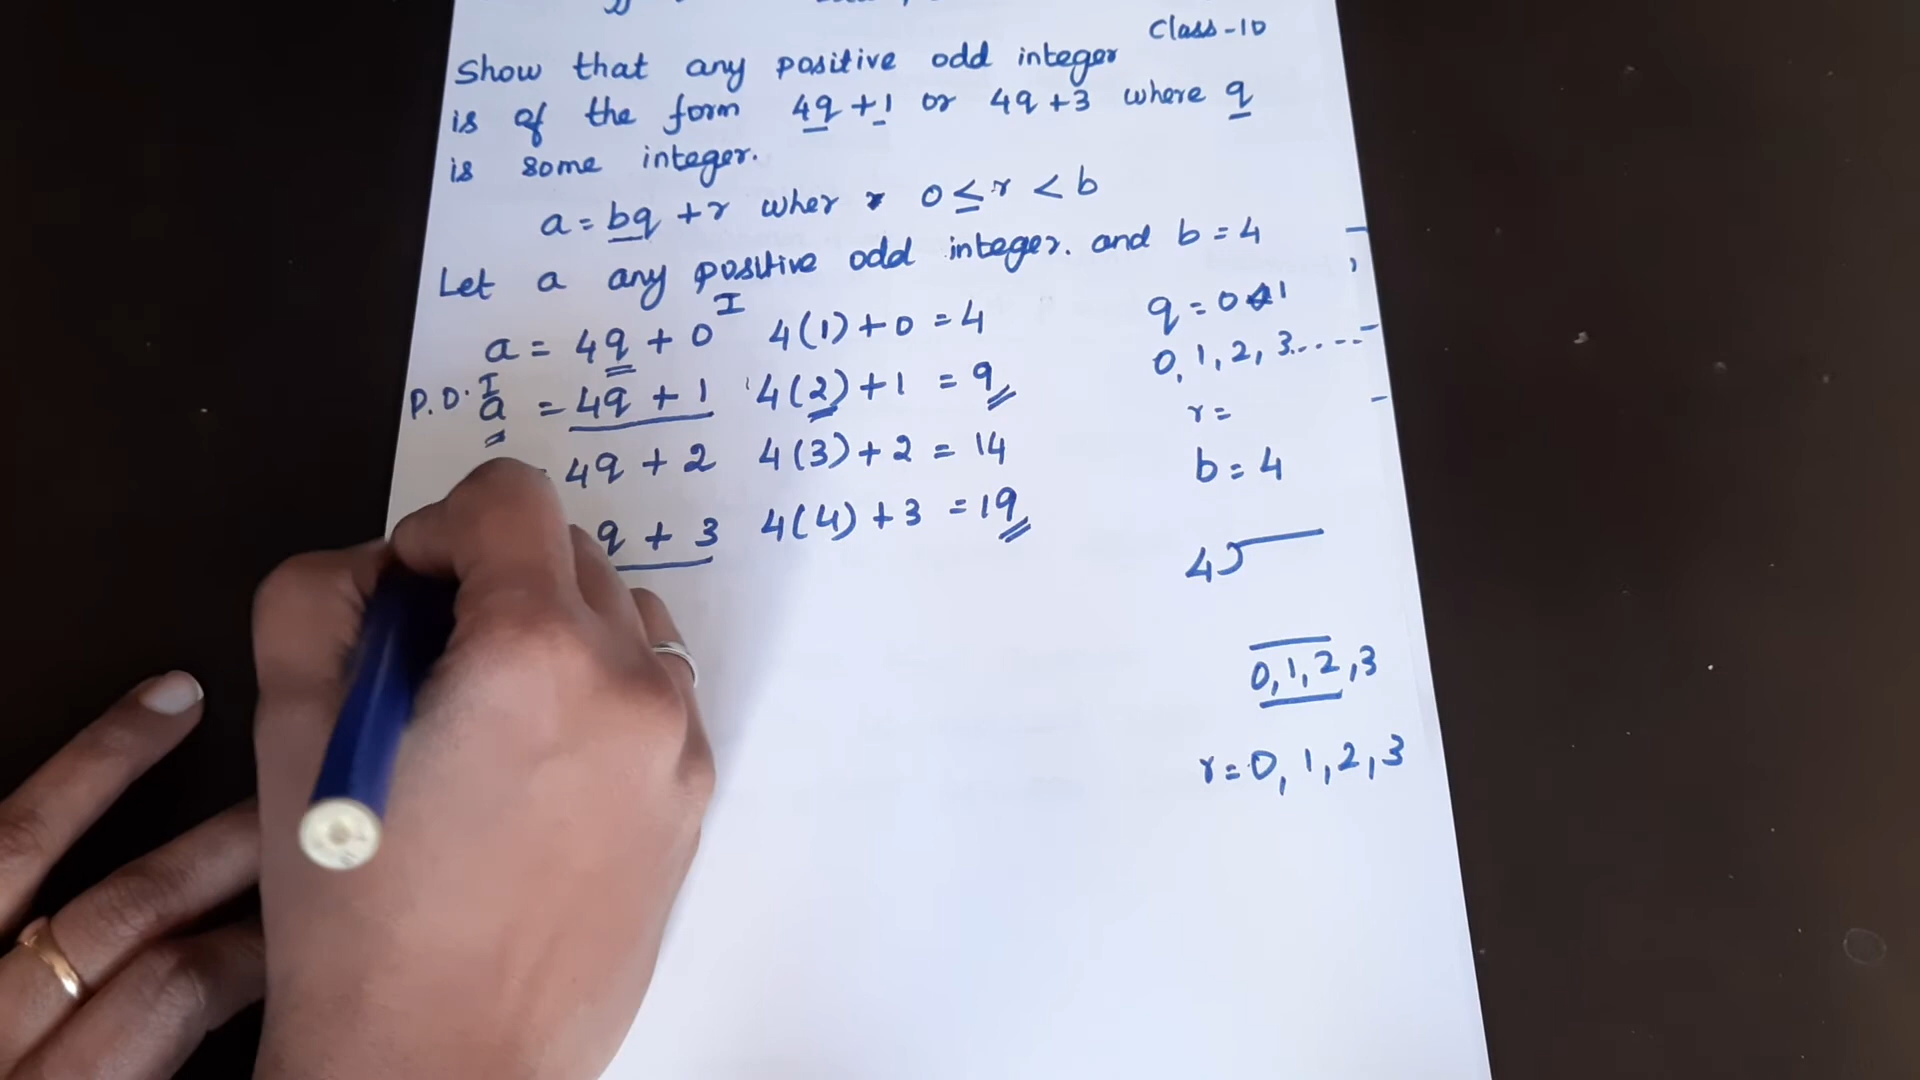 Class-10
Show that any positive odd integer
is of the form 4q+1 or 4q+3 where q
is some integer.
a = bq + r wher 0 ≤ r < b
Let a any positive odd integer. and b = 4
I
a = 4q + 0 4(1)+0 = 4
P.O.I
a = 4q + 1 4(2)+1 = 9
= 4q + 2 4(3)+2 = 14
q + 3 4(4)+3 = 19
q = 0 1
0, 1, 2, 3.....
r =
b = 4
4
0, 1, 2, 3
r = 0, 1, 2, 3